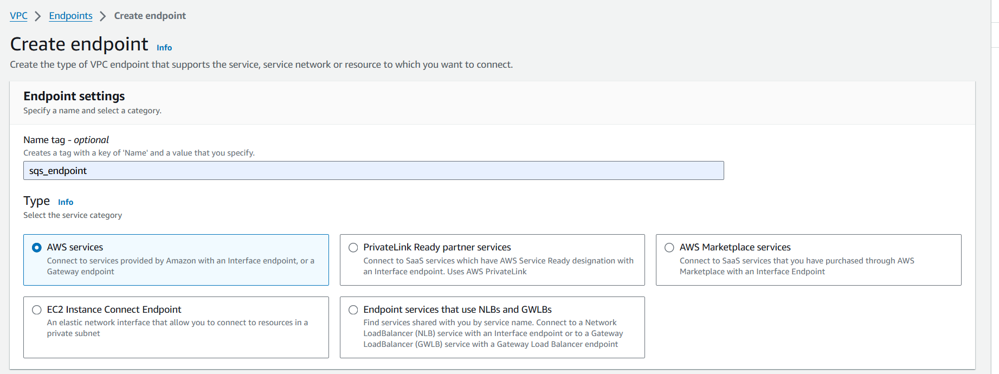 VPC > Endpoints > Create endpoint
Create endpoint Info
Create the type of VPC endpoint that supports the service, service network or resource to which you want to connect.
Endpoint settings
Specify a name and select a category.
Name tag - optional
Creates a tag with a key of 'Name' and a value that you specify.
sqs_endpoint
Type Info
Select the service category
AWS services
Connect to services provided by Amazon with an Interface endpoint, or a
Gateway endpoint
PrivateLink Ready partner services
Connect to SaaS services which have AWS Service Ready designation with
an Interface endpoint. Uses AWS PrivateLink
AWS Marketplace services
Connect to SaaS services that you have purchased through AWS
Marketplace with an Interface Endpoint
EC2 Instance Connect Endpoint
An elastic network interface that allow you to connect to resources in a
private subnet
Endpoint services that use NLBs and GWLBs
Find services shared with you by service name. Connect to a Network
LoadBalancer (NLB) service with an Interface endpoint or to a Gateway
LoadBalancer (GWLB) service with a Gateway Load Balancer endpoint